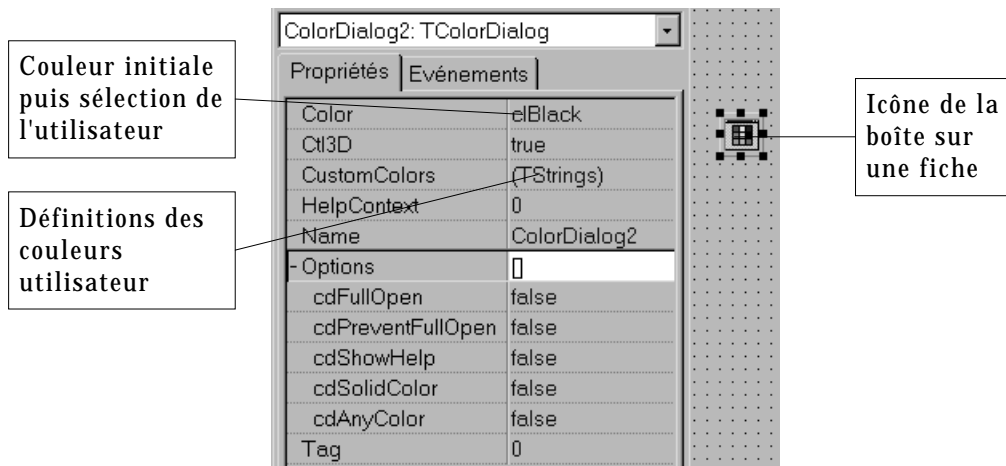 ColorDialog2: TColorDialog
Propriétés Evénements
Couleur initiale
puis sélection de
l'utilisateur
Définitions des
couleurs
utilisateur
Color clBlack
Ctl3D true
CustomColors (TStrings)
HelpContext 0
Name ColorDialog2
- Options []
cdFullOpen false
cdPreventFullOpen false
cdShowHelp false
cdSolidColor false
cdAnyColor false
Tag 0
Icône de la
boîte sur
une fiche